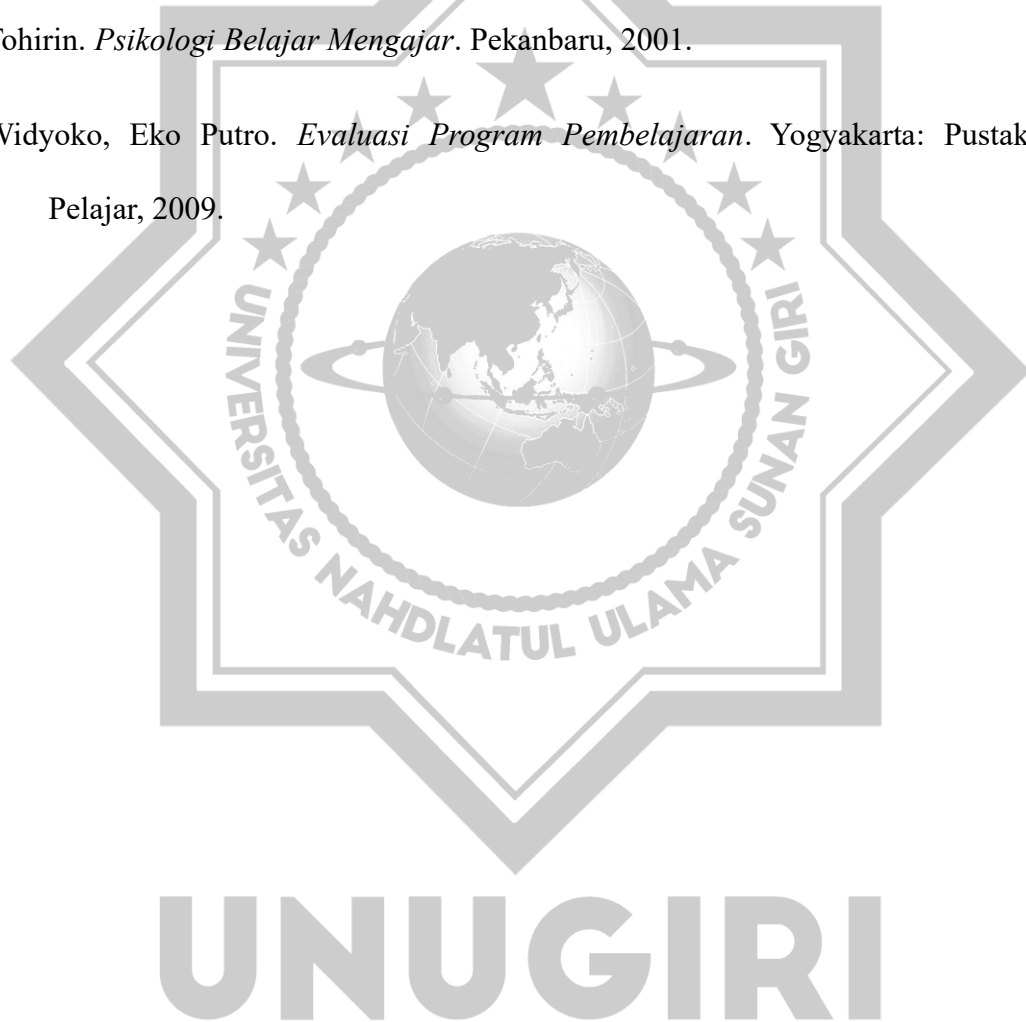 ohirin. Psikologi Belajar Mengajar. Pekanbaru, 2001.
Widyoko, Eko Putro. Evaluasi Program Pembelajaran. Yogyakarta: Pustak
Pelajar, 2009.
UNIVERSITAS NAHDLATUL ULAMA SUNAN GIRI
UNUGIRI